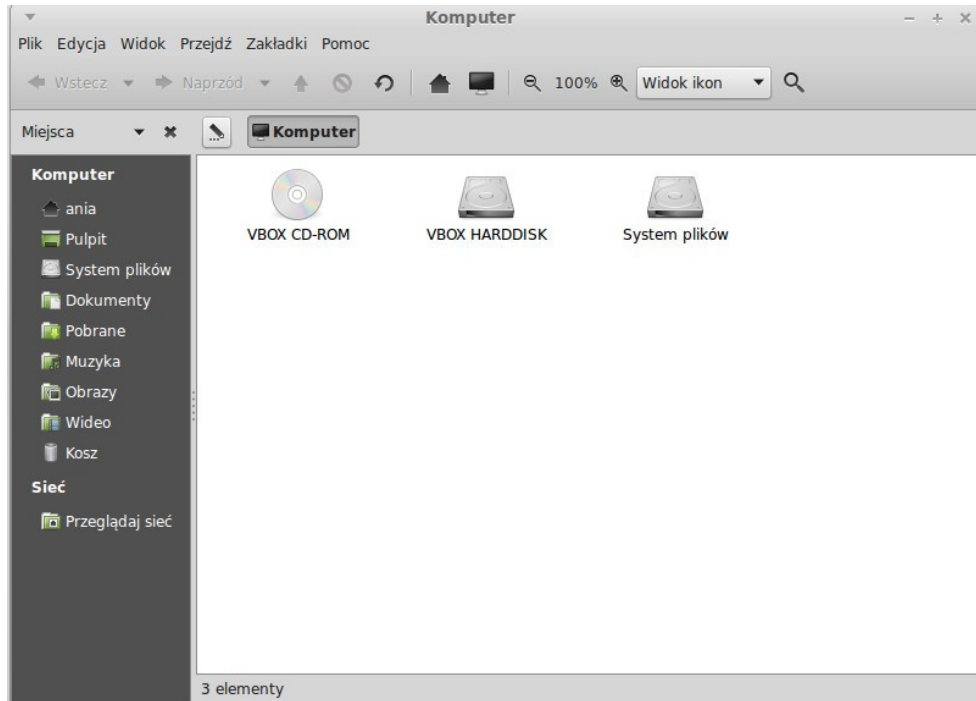 Komputer
Plik Edycja Widok Przejdź Zakładki Pomoc
Wstecz Naprzód 100% Widok ikon
Miejsca Komputer
Komputer
ania
Pulpit
System plików
Dokumenty
Pobrane
Muzyka
Obrazy
Wideo
Kosz
Sieć
Przeglądaj sieć
VBOX CD-ROM VBOX HARDDISK System plików
3 elementy